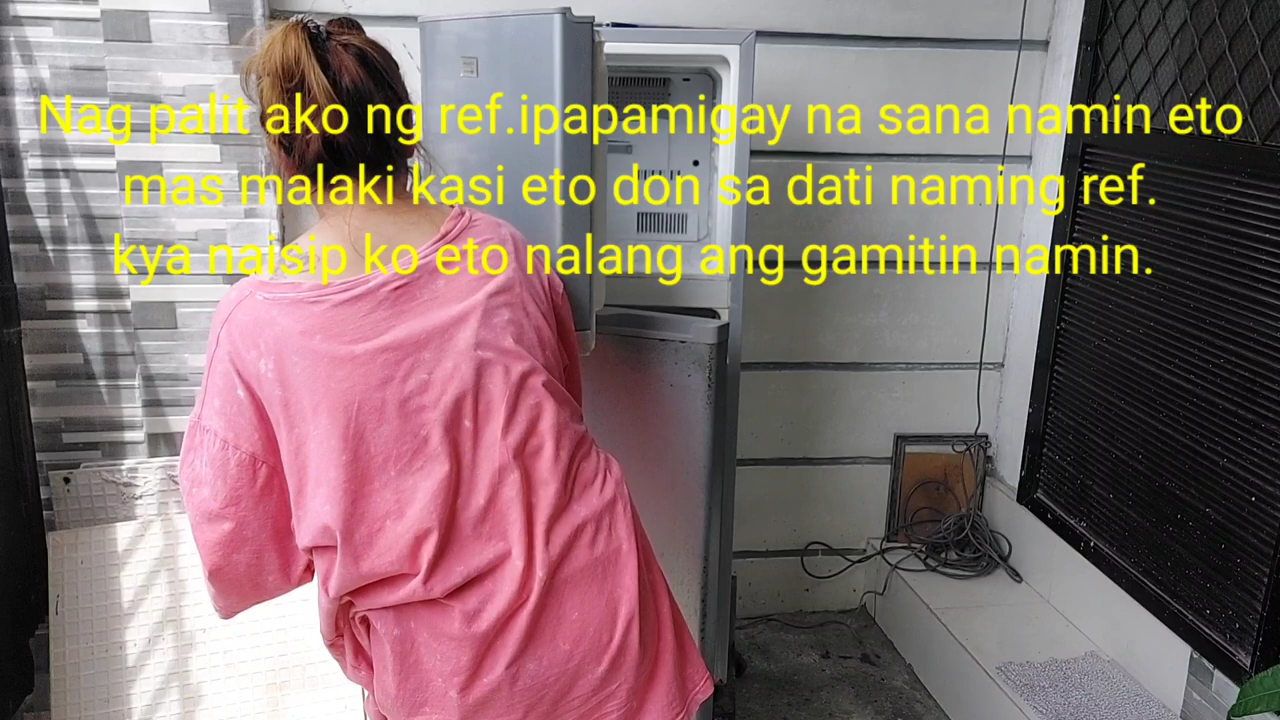 Nag palit ako ng ref.ipapamigay na sana namin eto
mas malaki kasi eto don sa dati naming ref.
kya naisip ko eto nalang ang gamitin namin.